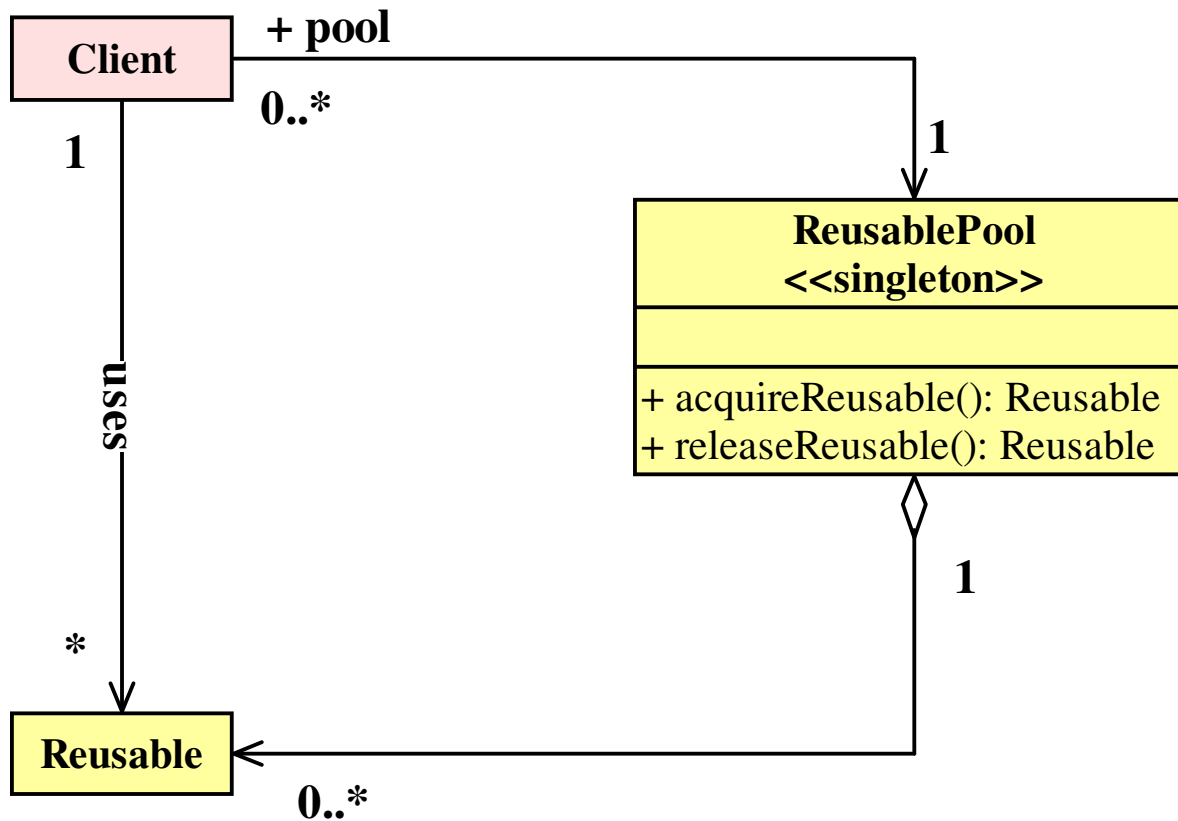 + pool
Client
0..*
1
1
ReusablePool
<<singleton>>
uses
+ acquireReusable(): Reusable
+ releaseReusable(): Reusable
1
*
Reusable
0..*